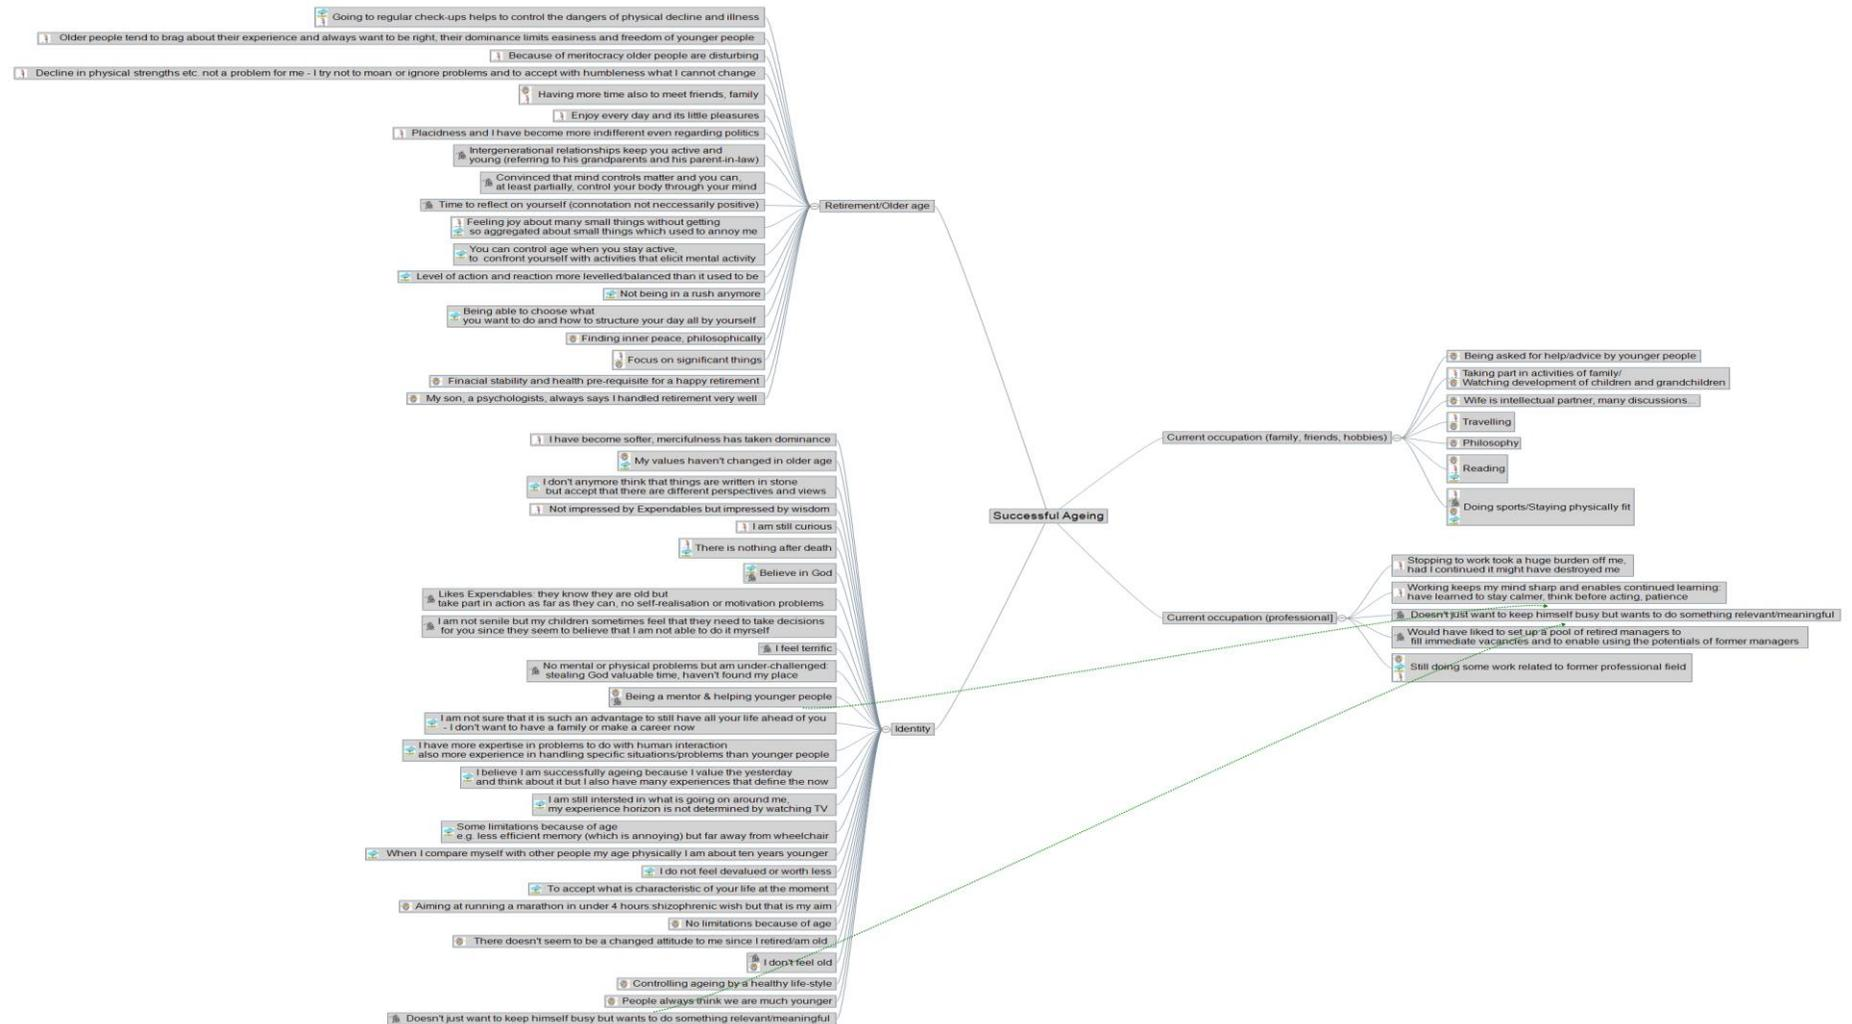 Going to regular check-ups helps to control the dangers of physical decline and illness
Older people tend to brag about their experience and always want to be right, their dominance limits easiness and freedom of younger people
Because of meritocracy older people are disturbing
Decline in physical strengths etc. not a problem for me - I try not to moan or ignore problems and to accept with humbleness what I cannot change
Having more time also to meet friends, family
Enjoy every day and its little pleasures
Placidness and I have become more indifferent even regarding politics
Intergenerational relationships keep you active and
young (referring to his grandparents and his parent-in-law)
Convinced that mind controls matter and you can,
at least partially, control your body through your mind
Time to reflect on yourself (connotation not neccessarily positive)
Feeling joy about many small things without getting
so aggregated about small things which used to annoy me
You can control age when you stay active,
to confront yourself with activities that elicit mental activity
Level of action and reaction more levelled/balanced than it used to be
Not being in a rush anymore
Being able to choose what
you want to do and how to structure your day all by yourself
Finding inner peace, philosophically
Focus on significant things
Finacial stability and health pre-requisite for a happy retirement
My son, a psychologists, always says I handled retirement very well
Retirement/Older age
I have become softer, mercifulness has taken dominance
My values haven't changed in older age
I don't anymore think that things are written in stone
but accept that there are different perspectives and views
Not impressed by Expendables but impressed by wisdom
I am still curious
There is nothing after death
Believe in God
Likes Expendables: they know they are old but
take part in action as far as they can, no self-realisation or motivation problems
I am not senile but my children sometimes feel that they need to take decisions
for you since they seem to believe that I am not able to do it myrself
I feel terrific
No mental or physical problems but am under-challenged:
stealing God valuable time, haven't found my place
Being a mentor & helping younger people
I am not sure that it is such an advantage to still have all your life ahead of you
- I don't want to have a family or make a career now
I have more expertise in problems to do with human interaction
also more experience in handling specific situations/problems than younger people
I believe I am successfully ageing because I value the yesterday
and think about it but I also have many experiences that define the now
I am still intersted in what is going on around me,
my experience horizon is not determined by watching TV
Some limitations because of age
e.g. less efficient memory (which is annoying) but far away from wheelchair
When I compare myself with other people my age physically I am about ten years younger
I do not feel devalued or worth less
To accept what is characteristic of your life at the moment
Aiming at running a marathon in under 4 hours:shizophrenic wish but that is my aim
No limitations because of age
There doesn't seem to be a changed attitude to me since I retired/am old
I don't feel old
Controlling ageing by a healthy life-style
People always think we are much younger
Doesn't just want to keep himself busy but wants to do something relevant/meaningful
Identity
Successful Ageing
Current occupation (family, friends, hobbies)
Being asked for help/advice by younger people
Taking part in activities of family/
Watching development of children and grandchildren
Wife is intellectual partner, many discussions...
Travelling
Philosophy
Reading
Doing sports/Staying physically fit
Current occupation (professional]
Stopping to work took a huge burden off me,
had I continued it might have destroyed me
Working keeps my mind sharp and enables continued learning:
have learned to stay calmer, think before acting, patience
Doesn't just want to keep himself busy but wants to do something relevant/meaningful
Would have liked to set up a pool of retired managers to
fill immediate vacancies and to enable using the potentials of former managers
Still doing some work related to former professional field